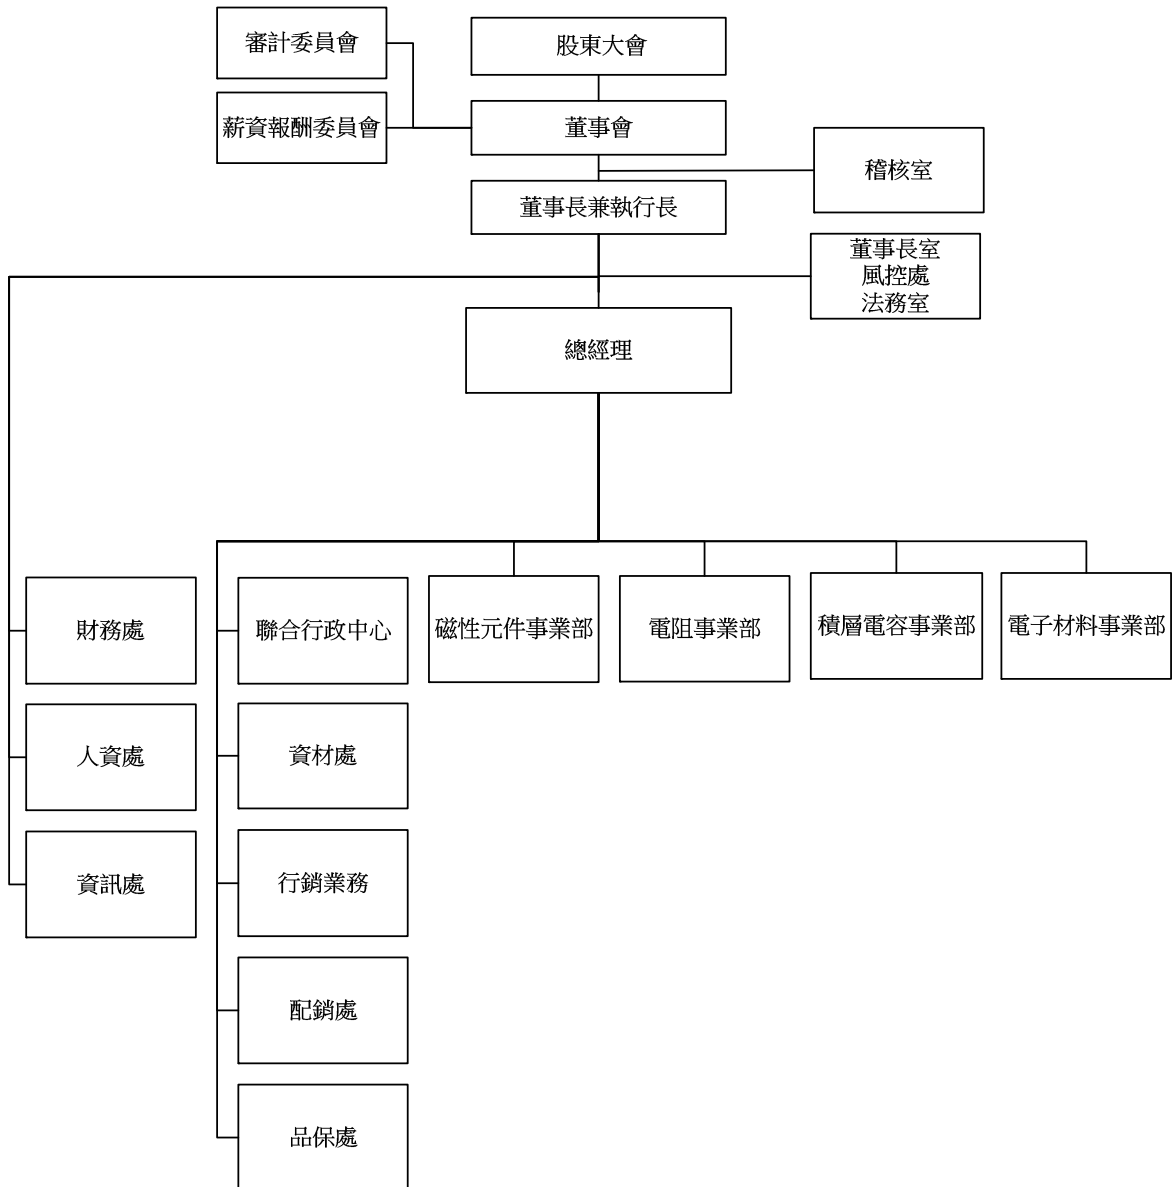 審計委員會
股東大會
薪資報酬委員會
董事會
稽核室
董事長兼執行長
董事長室
風控處
法務室
總經理
財務處
聯合行政中心
磁性元件事業部
電阻事業部
積層電容事業部
電子材料事業部
人資處
資材處
資訊處
行銷業務
配銷處
品保處